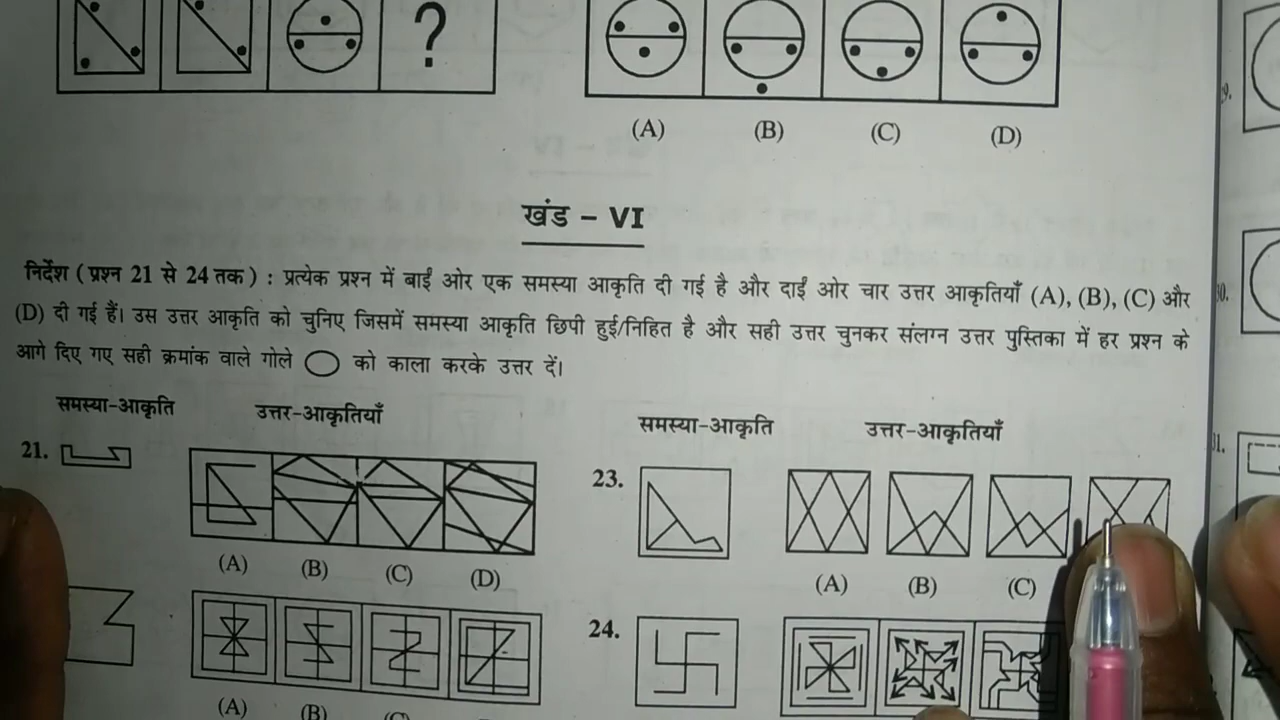 ?
(A) (B) (C) (D)
खंड – VI
निर्देश ( प्रश्न 21 से 24 तक ) : प्रत्येक प्रश्न में बाईं ओर एक समस्या आकृति दी गई है और दाईं ओर चार उत्तर आकृतियाँ (A), (B), (C) और
(D) दी गई हैं। उस उत्तर आकृति को चुनिए जिसमें समस्या आकृति छिपी हुई/निहित है और सही उत्तर चुनकर संलग्न उत्तर पुस्तिका में हर प्रश्न के
आगे दिए गए सही क्रमांक वाले गोले को काला करके उत्तर दें।
समस्या-आकृति उत्तर-आकृतियाँ
समस्या-आकृति उत्तर-आकृतियाँ
21.
(A) (B) (C) (D)
23.
(A) (B) (C)
(A) (B)
24.